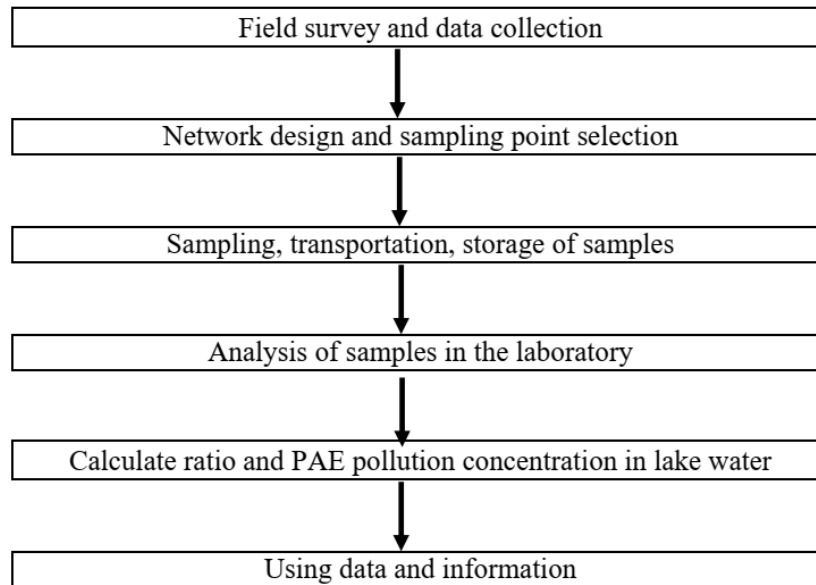 Field survey and data collection
Network design and sampling point selection
Sampling, transportation, storage of samples
Analysis of samples in the laboratory
Calculate ratio and PAE pollution concentration in lake water
Using data and information